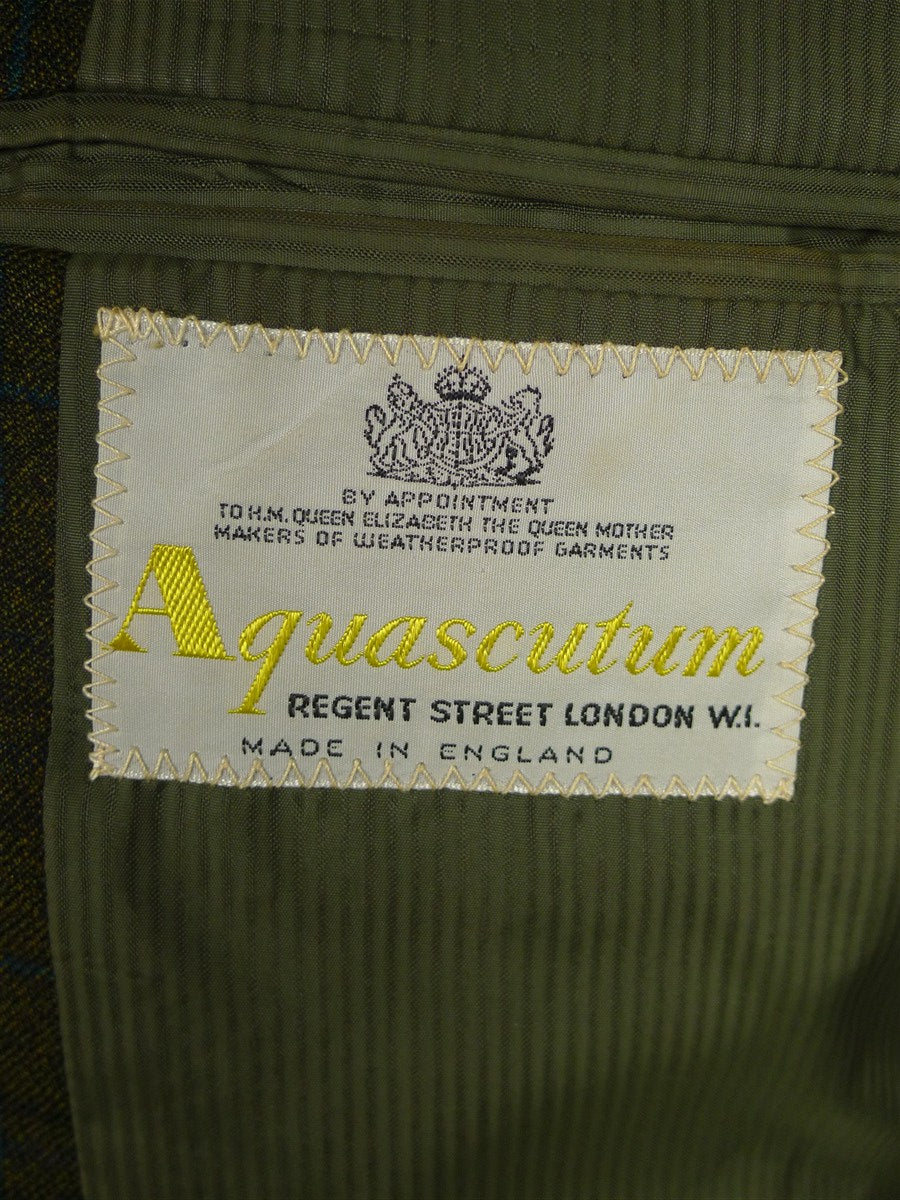 BY APPOINTMENT
TO H.M. QUEEN ELIZABETH THE QUEEN MOTHER
MAKERS OF WEATHERPROOF GARMENTS
Aquascutum
REGENT STREET LONDON W.I.
MADE IN ENGLAND